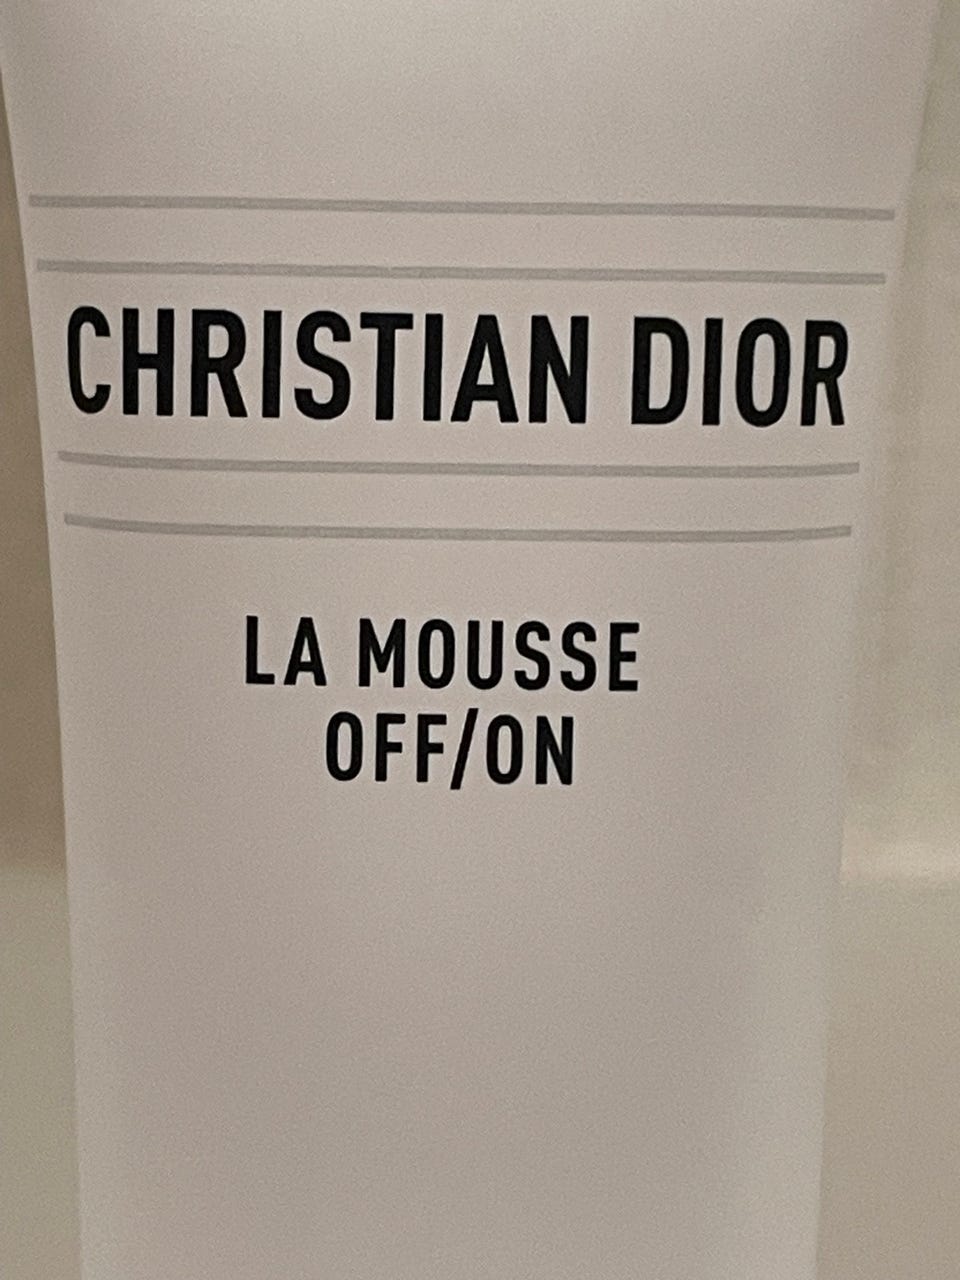 CHRISTIAN DIOR
LA MOUSSE
OFF/ON